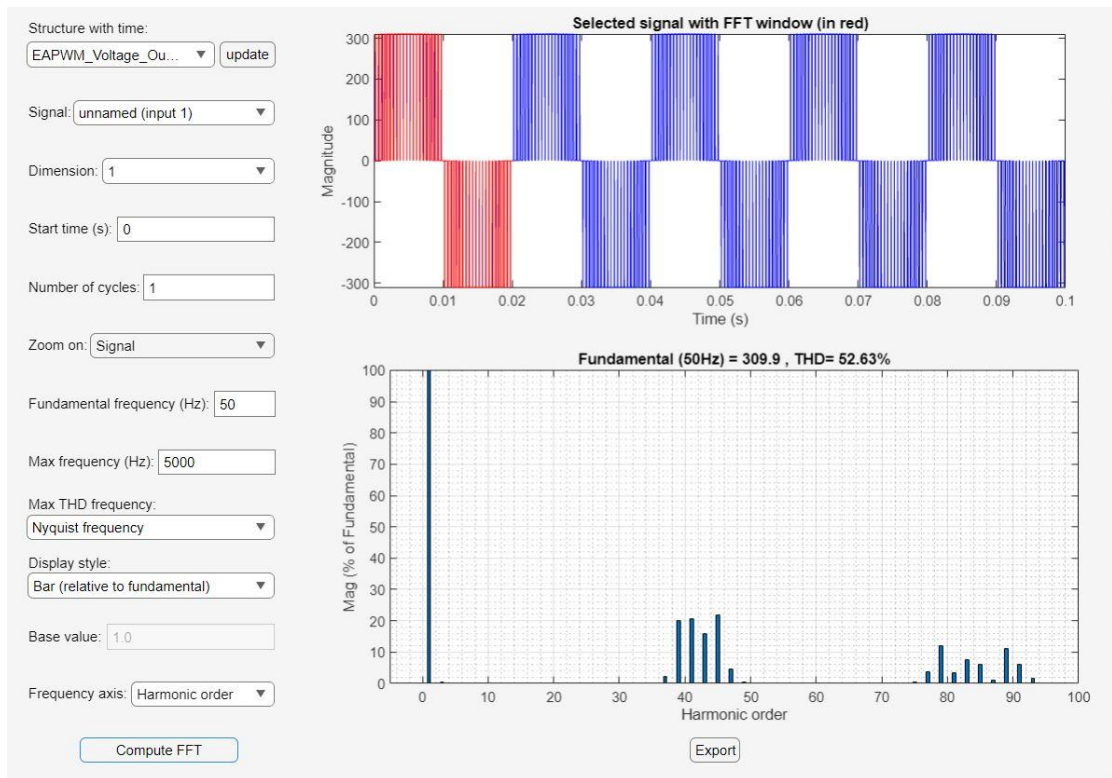 Structure with time:
EAPWM_Voltage_Ou... update
Signal: unnamed (input 1)
Dimension: 1
Start time (s): 0
Number of cycles: 1
Zoom on: Signal
Fundamental frequency (Hz): 50
Max frequency (Hz): 5000
Max THD frequency:
Nyquist frequency
Display style:
Bar (relative to fundamental)
Base value: 1.0
Frequency axis: Harmonic order
Compute FFT
Selected signal with FFT window (in red)
300
200
100
0
-100
-200
-300
Magnitude
0 0.01 0.02 0.03 0.04 0.05 0.06 0.07 0.08 0.09 0.1
Time (s)
Fundamental (50Hz) = 309.9 , THD= 52.63%
100
90
80
70
60
50
40
30
20
10
0
Mag (% of Fundamental)
0 10 20 30 40 50 60 70 80 90 100
Harmonic order
Export